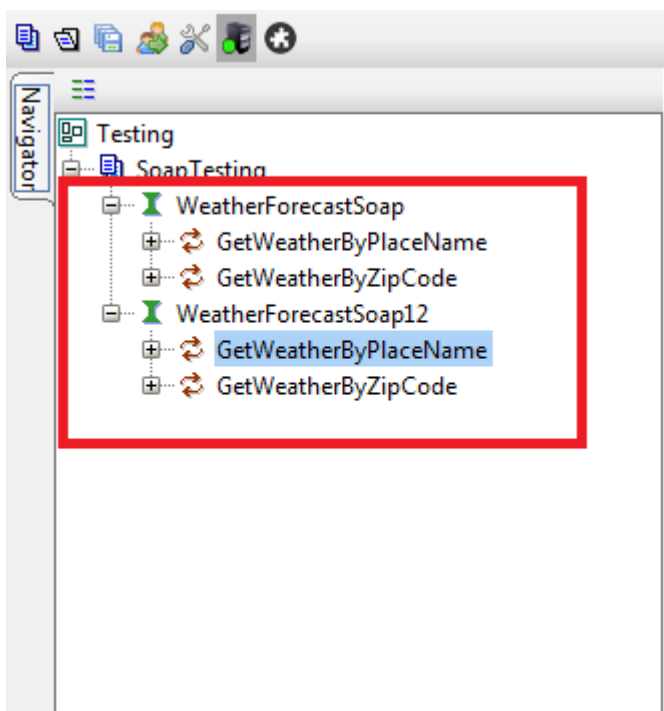 Navigator
Testing
SoapTesting
WeatherForecastSoap
GetWeatherByPlaceName
GetWeatherByZipCode
WeatherForecastSoap12
GetWeatherByPlaceName
GetWeatherByZipCode